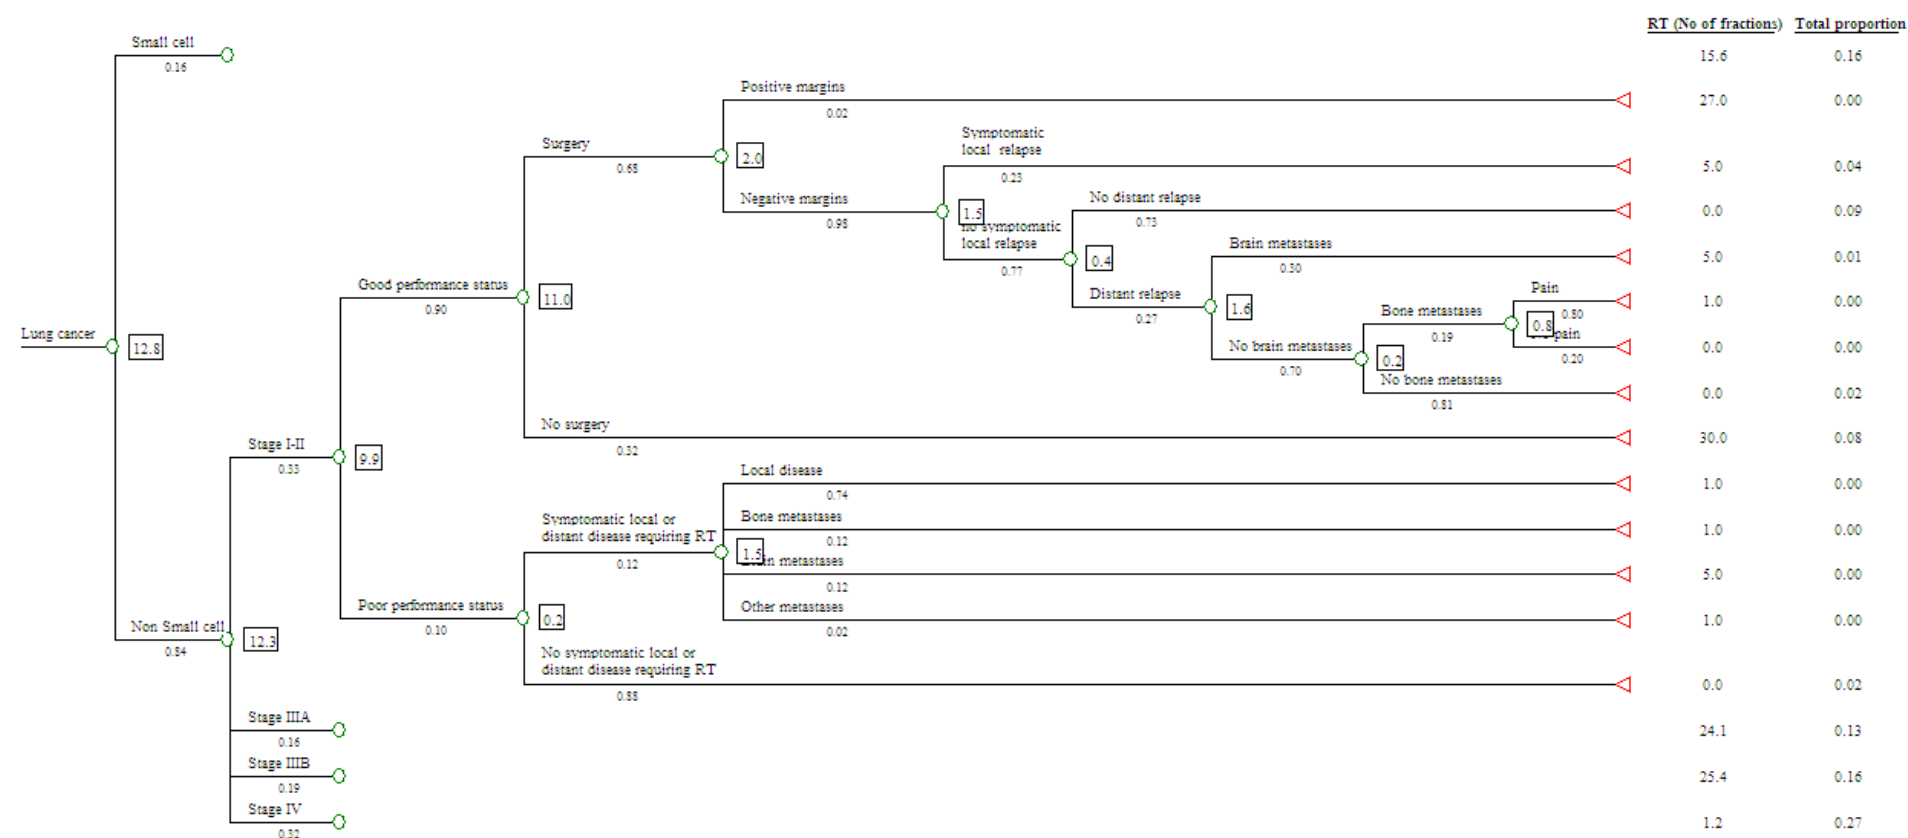 RT (No of fractions) Total proportion
Small cell
0.16
15.6 0.16
Positive margins
0.02
27.0 0.00
Surgery
0.68
2.0
Symptomatic
local relapse
0.23
5.0 0.04
Negative margins
0.98
1.5
No distant relapse
0.73
0.0 0.09
no symptomatic
local relapse
0.77
0.4
Brain metastases
0.30
5.0 0.01
Good performance status
0.90
11.0
Distant relapse
0.27
1.6
Pain
0.80
1.0 0.00
Bone metastases
0.19
0.8
pain
0.20
0.0 0.00
Lung cancer
12.8
No brain metastases
0.70
0.2
No bone metastases
0.81
0.0 0.02
No surgery
0.32
30.0 0.08
Stage I-II
0.33
9.9
Local disease
0.74
1.0 0.00
Symptomatic local or
distant disease requiring RT
0.12
1.5
Bone metastases
0.12
1.0 0.00
metastases
0.12
5.0 0.00
Poor performance status
0.10
0.2
Other metastases
0.02
1.0 0.00
Non Small cell
0.84
12.3
No symptomatic local or
distant disease requiring RT
0.88
0.0 0.02
Stage IIIA
0.16
24.1 0.13
Stage IIIB
0.19
25.4 0.16
Stage IV
0.32
1.2 0.27